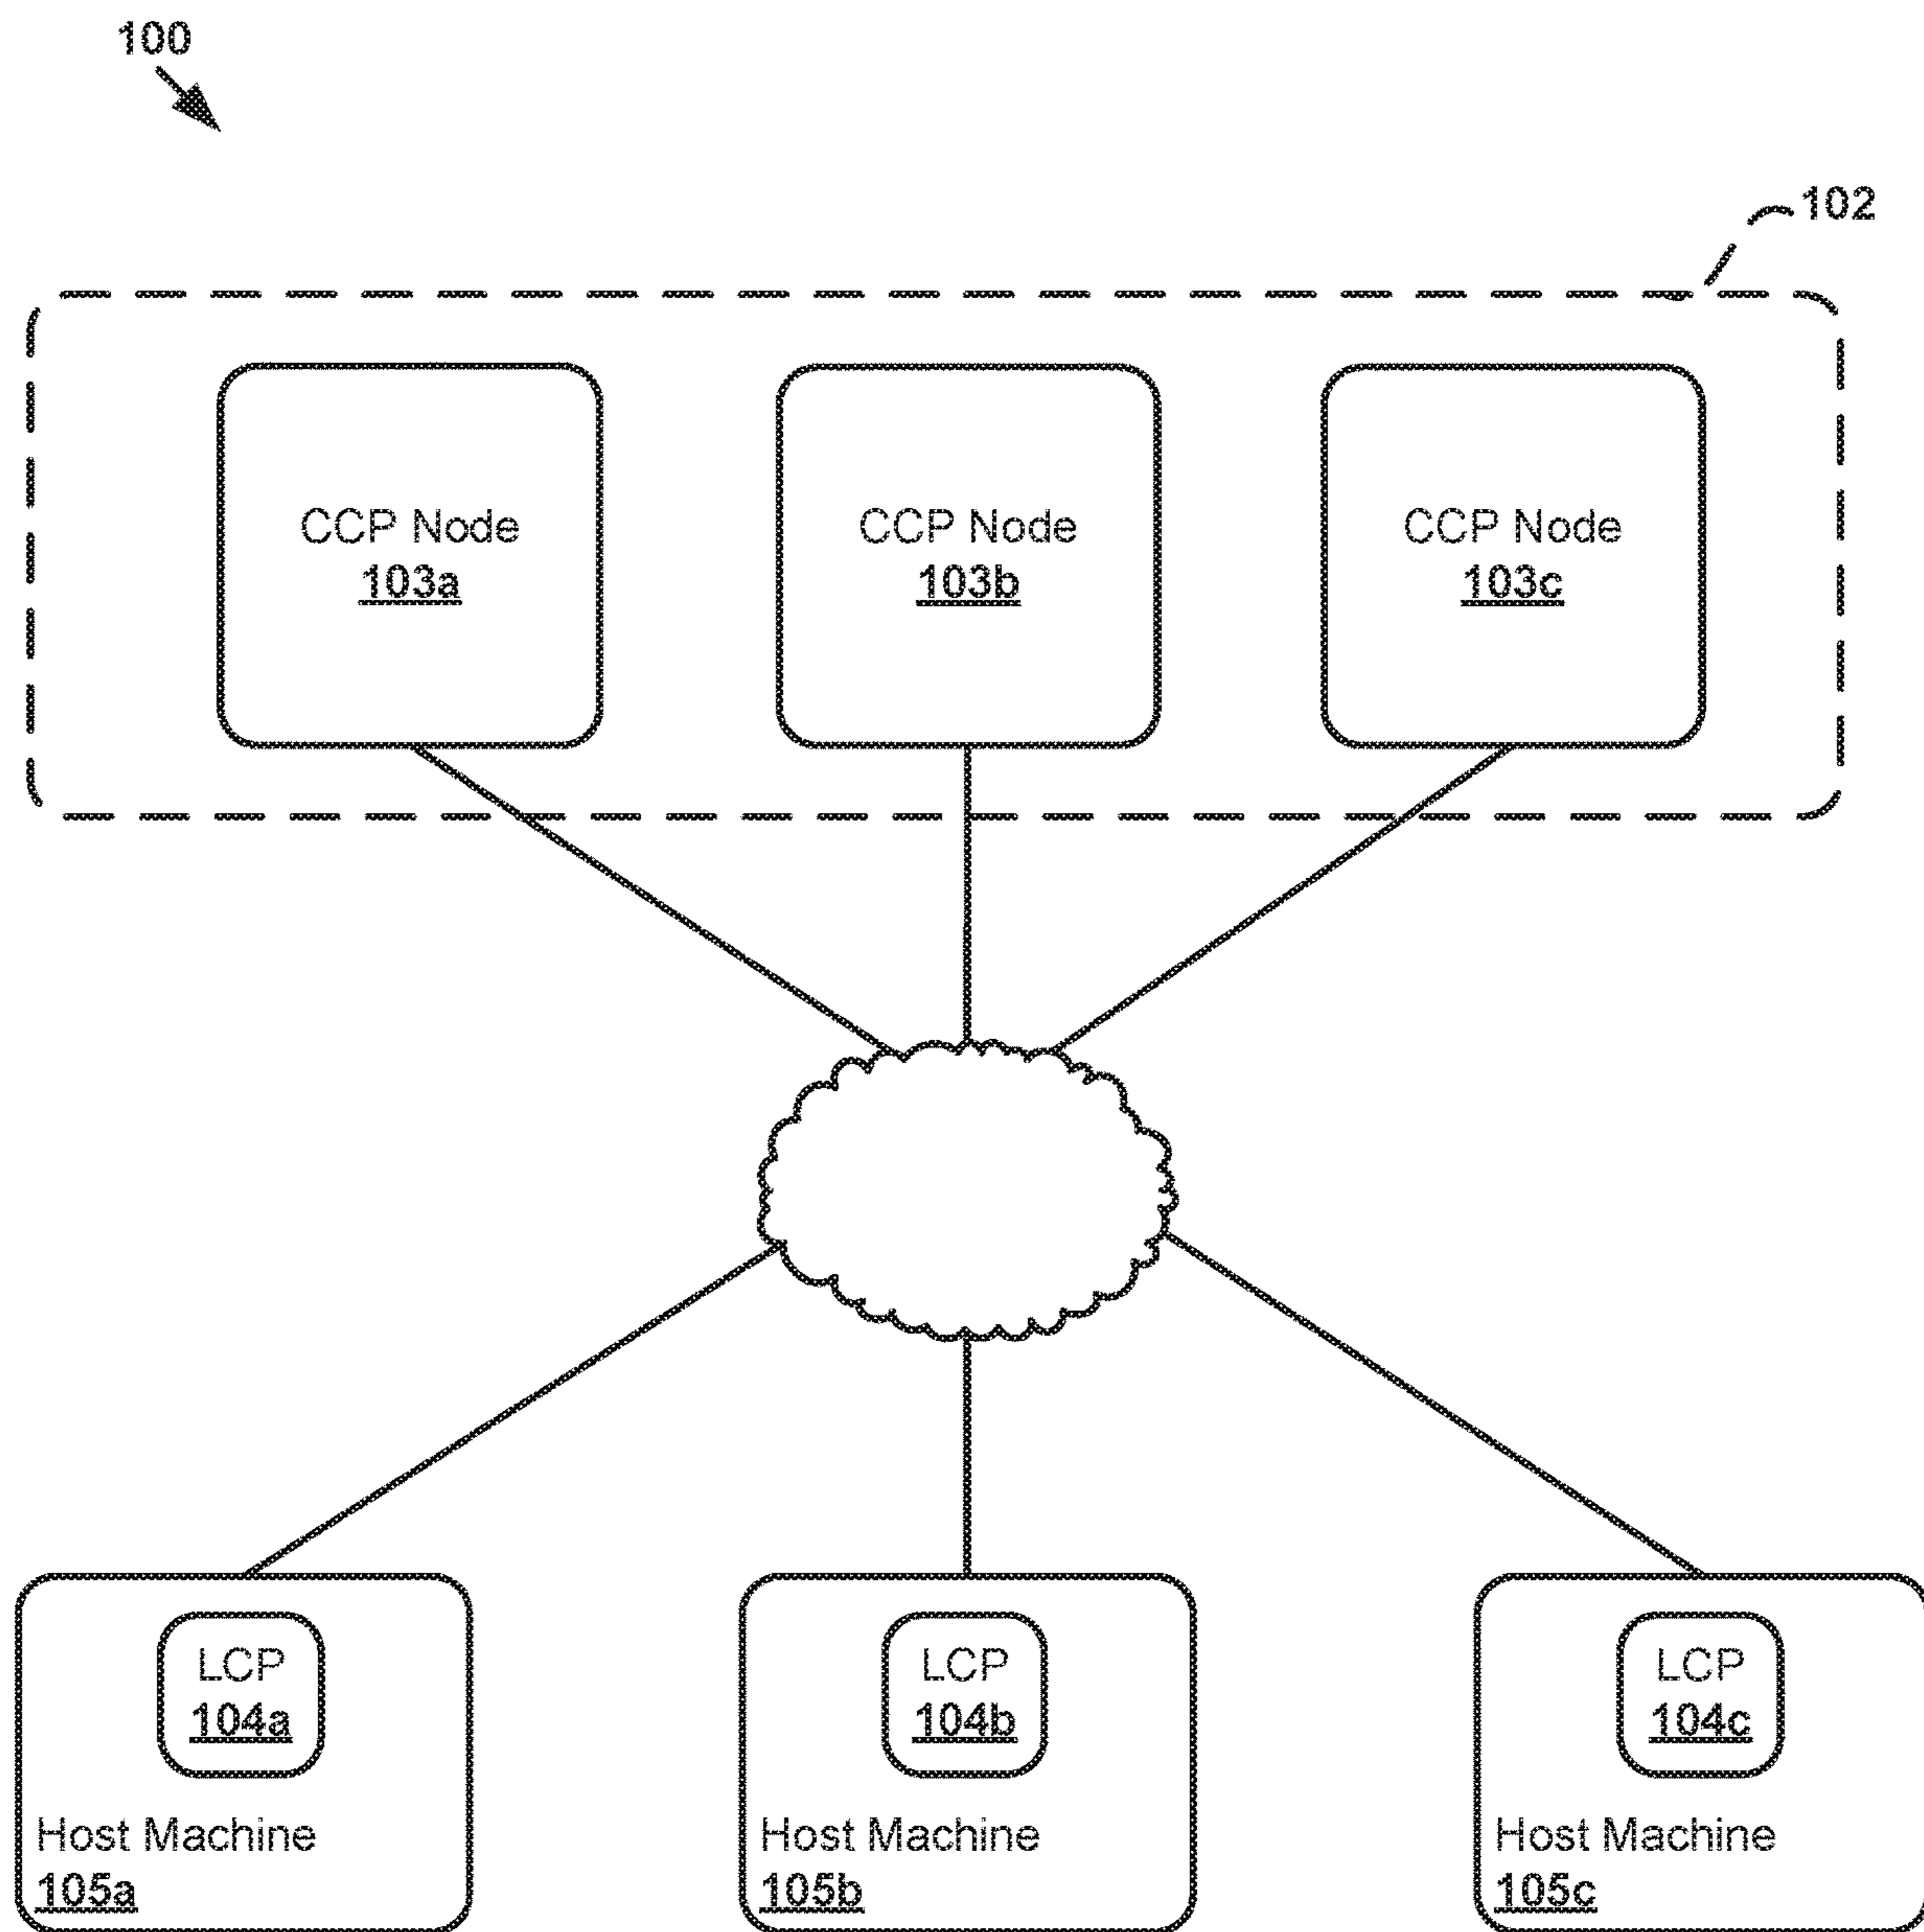 100
102
CCP Node
103a
CCP Node
103b
CCP Node
103c
LCP
104a
Host Machine
105a
LCP
104b
Host Machine
105b
LCP
104c
Host Machine
105c